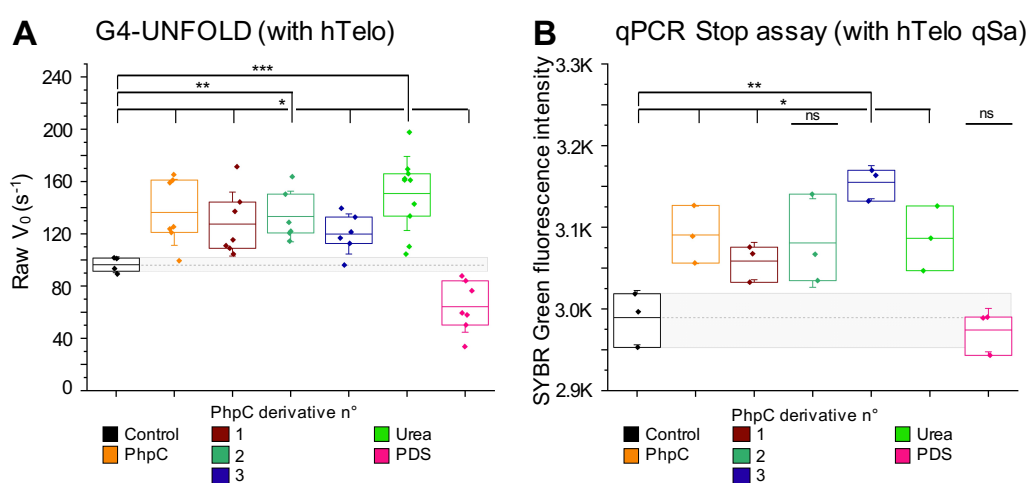 A G4-UNFOLD (with hTelo)
240
200
160
120
80
40
0
Raw V0 (s-1)
***
**
*
PhpC derivative n°
Control
PhpC
1
2
3
Urea
PDS
B qPCR Stop assay (with hTelo qSa)
3.3K
3.2K
3.1K
3.0K
2.9K
SYBR Green fluorescence intensity
**
*
ns
ns
PhpC derivative n°
Control
PhpC
1
2
3
Urea
PDS